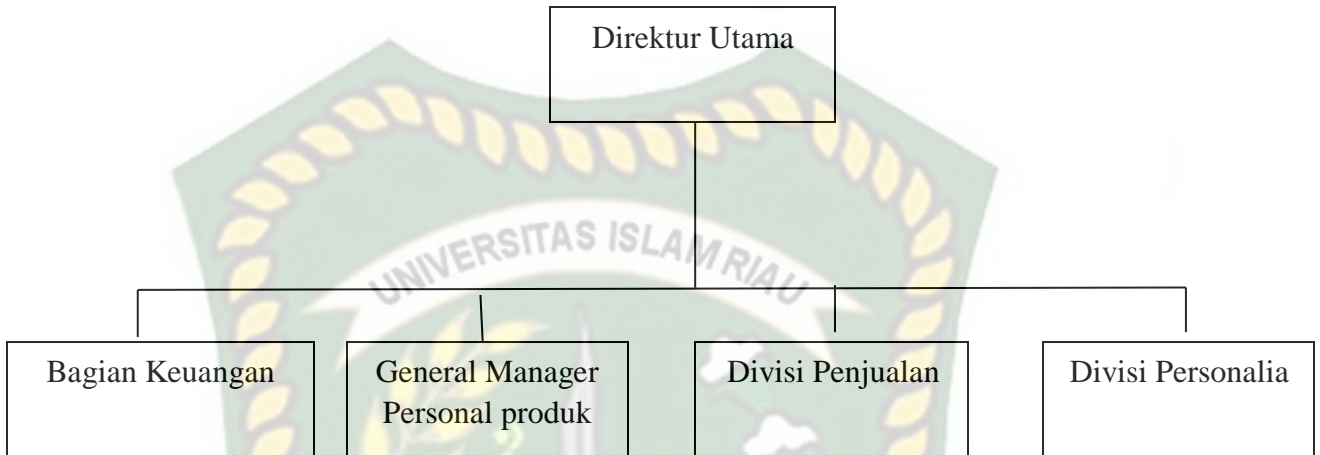 Direktur Utama
UNIVERSITAS ISLAM RIAU
Bagian Keuangan
General Manager
Personal produk
Divisi Penjualan
Divisi Personalia